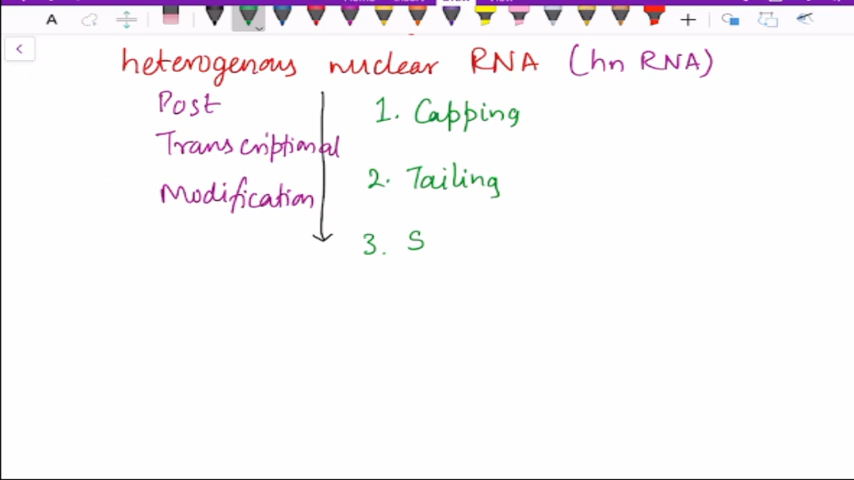 heterogenous nuclear RNA (hn RNA)
Post
Transcriptional
Modification
1. Capping
2. Tailing
3. S